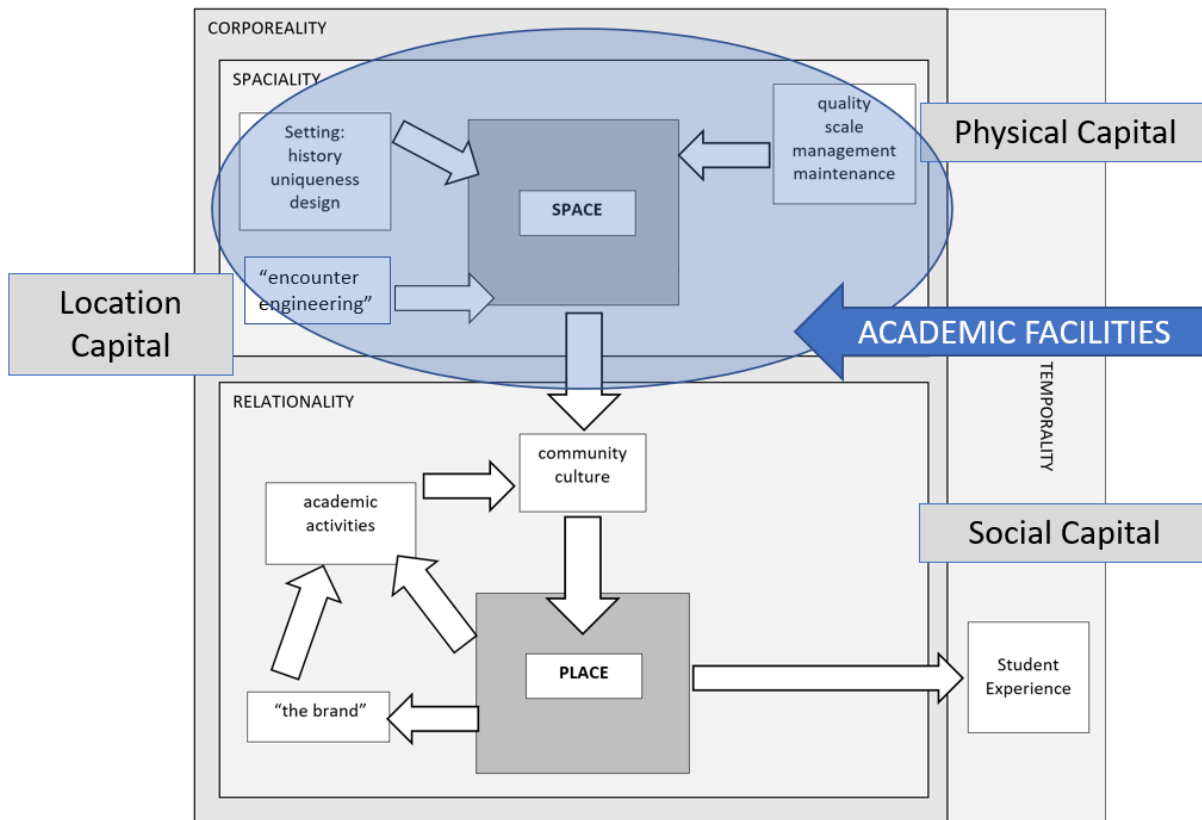 CORPOREALITY
SPACIALITY
Setting:
history
uniqueness
design
quality
scale
management
maintenance
Physical Capital
SPACE
“encounter
engineering”
Location
Capital
ACADEMIC FACILITIES
TEMPORALITY
RELATIONALITY
community
culture
academic
activities
Social Capital
PLACE
Student
Experience
“the brand”